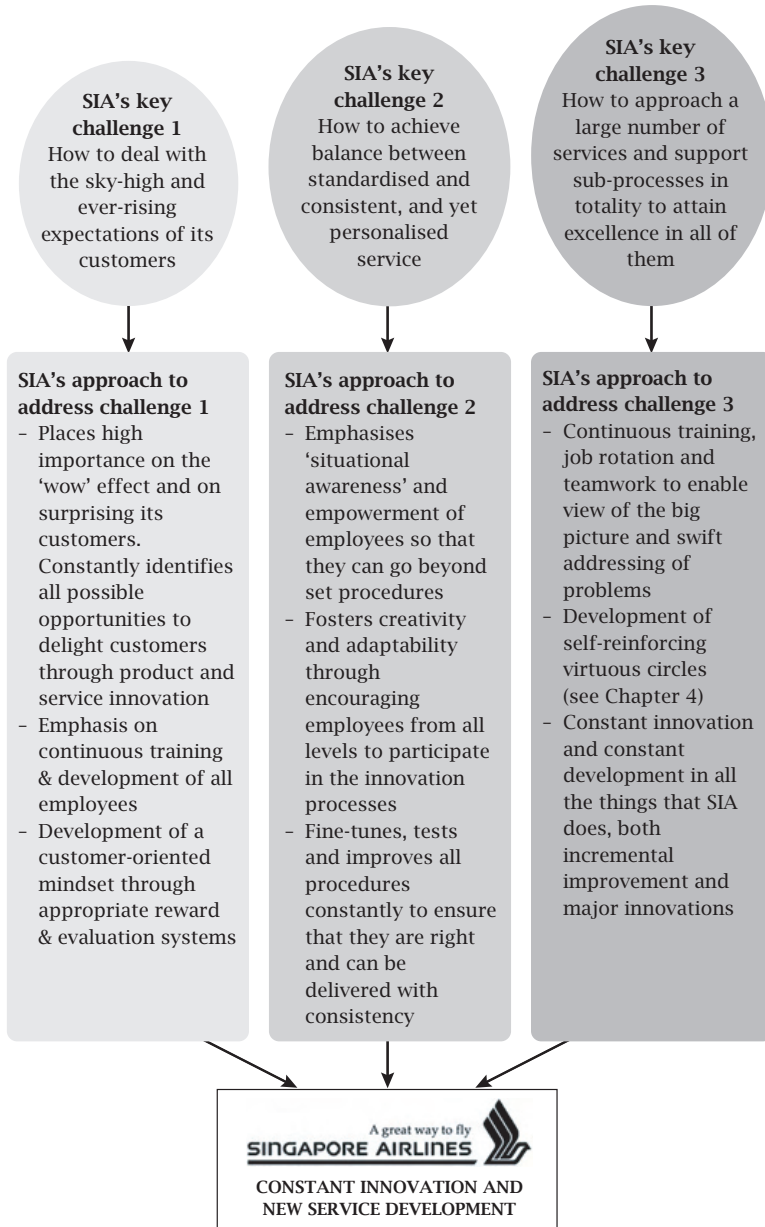 SIA's key
challenge 1
How to deal with
the sky-high and
ever-rising
expectations of its
customers
SIA's key
challenge 2
How to achieve
balance between
standardised and
consistent, and yet
personalised
service
SIA's key
challenge 3
How to approach a
large number of
services and support
sub-processes in
totality to attain
excellence in all of
them
SIA's approach to
address challenge 1
– Places high
importance on the
'wow' effect and on
surprising its
customers.
Constantly identifies
all possible
opportunities to
delight customers
through product and
service innovation
– Emphasis on
continuous training
& development of all
employees
– Development of a
customer-oriented
mindset through
appropriate reward
& evaluation systems
SIA's approach to
address challenge 2
– Emphasises
'situational
awareness' and
empowerment of
employees so that
they can go beyond
set procedures
– Fosters creativity
and adaptability
through
encouraging
employees from all
levels to participate
in the innovation
processes
– Fine-tunes, tests
and improves all
procedures
constantly to ensure
that they are right
and can be
delivered with
consistency
SIA's approach to
address challenge 3
– Continuous training,
job rotation and
teamwork to enable
view of the big
picture and swift
addressing of
problems
– Development of
self-reinforcing
virtuous circles
(see Chapter 4)
– Constant innovation
and constant
development in all
the things that SIA
does, both
incremental
improvement and
major innovations
A great way to fly
SINGAPORE AIRLINES
CONSTANT INNOVATION AND
NEW SERVICE DEVELOPMENT